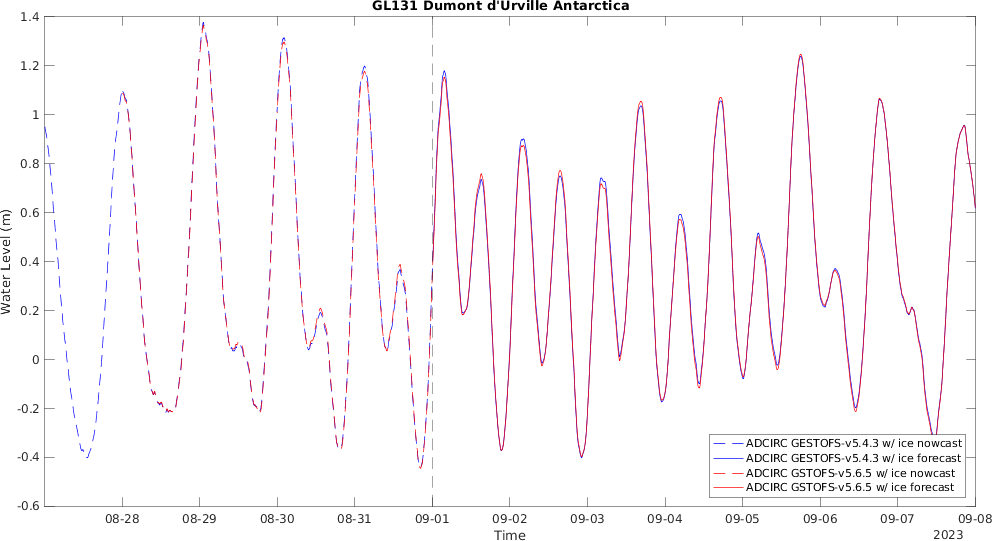 GL131 Dumont d'Urville Antarctica
Water Level (m)
1.4
1.2
1
0.8
0.6
0.4
0.2
0
-0.2
-0.4
-0.6
ADCIRC GESTOFS-v5.4.3 w/ ice nowcast
ADCIRC GESTOFS-v5.4.3 w/ ice forecast
ADCIRC GSTOFS-v5.6.5 w/ ice nowcast
ADCIRC GSTOFS-v5.6.5 w/ ice forecast
08-28 08-29 08-30 08-31 09-01 09-02 09-03 09-04 09-05 09-06 09-07 09-08
Time
2023